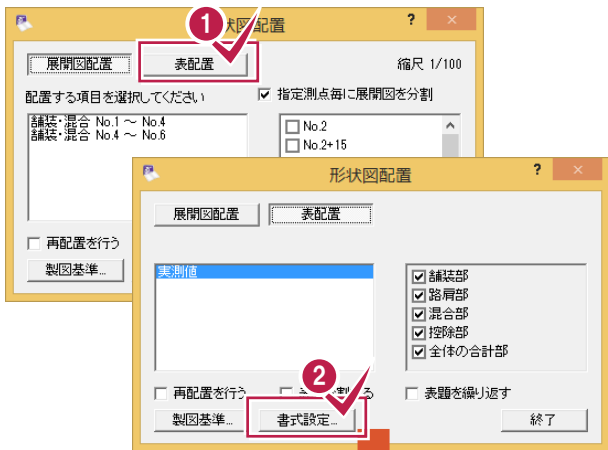 1
状図配置
? ×
展開図配置 表配置 縮尺 1/100
配置する項目を選択してください ☑ 指定測点毎に展開図を分割
舗装・混合 No.1 ~ No.4
舗装・混合 No.4 ~ No.6
☐ No.2
☐ No.2+15
☐ 再配置を行う
製図基準...
形状図配置
? ×
展開図配置 表配置
実測値
☑ 舗装部
☑ 路肩部
☑ 混合部
☑ 控除部
☑ 全体の合計部
2
☐ 再配置を行う ☐ る ☐ 表題を繰り返す
製図基準... 書式設定... 終了